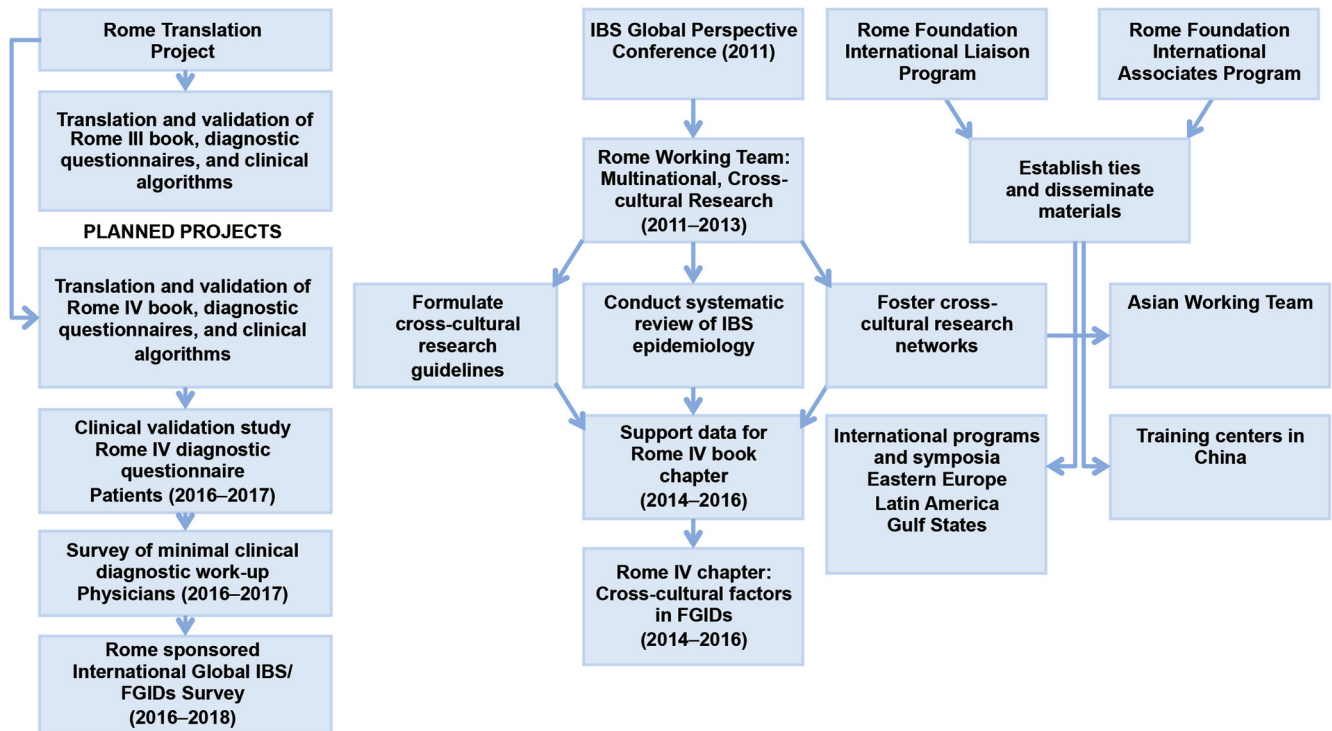 Rome Translation
Project
Translation and validation of
Rome III book, diagnostic
questionnaires, and clinical
algorithms
PLANNED PROJECTS
Translation and validation of
Rome IV book, diagnostic
questionnaires, and clinical
algorithms
Clinical validation study
Rome IV diagnostic
questionnaire
Patients (2016–2017)
Survey of minimal clinical
diagnostic work-up
Physicians (2016–2017)
Rome sponsored
International Global IBS/
FGIDs Survey
(2016–2018)
IBS Global Perspective
Conference (2011)
Rome Working Team:
Multinational, Cross-
cultural Research
(2011–2013)
Formulate
cross-cultural
research
guidelines
Conduct systematic
review of IBS
epidemiology
Foster cross-
cultural research
networks
Support data for
Rome IV book
chapter
(2014–2016)
Rome IV chapter:
Cross-cultural factors
in FGIDs
(2014–2016)
Rome Foundation
International Liaison
Program
Rome Foundation
International
Associates Program
Establish ties
and disseminate
materials
Asian Working Team
International programs
and symposia
Eastern Europe
Latin America
Gulf States
Training centers in
China